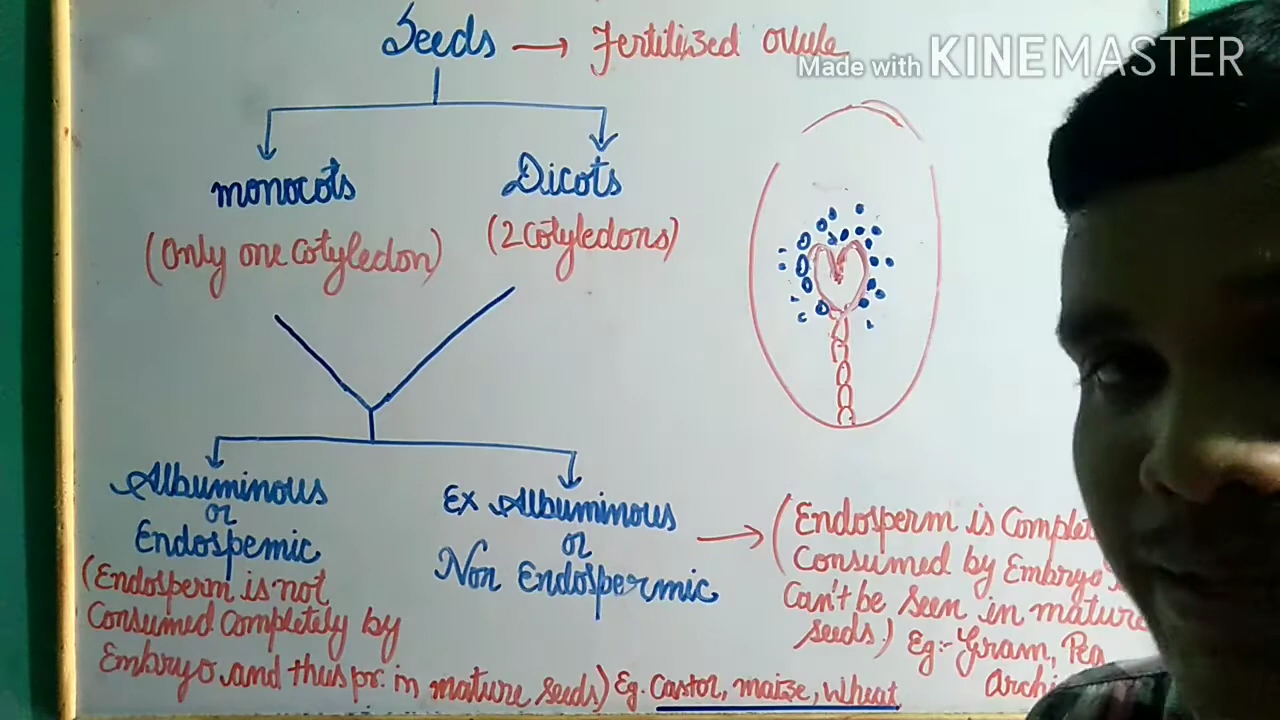 Seeds → Fertilized ovule
Made with KINEMASTER
monocots
Dicots
(Only one cotyledon)
(2 Cotyledons)
Albuminous
or
Endospemic
(Endosperm is not
Consumed Completely by
Embryo and thus pr. in mature seeds) Eg. Castor, maize, wheat
Ex Albuminous
or
Non Endospermic
→ (Endosperm is Complet
Consumed by Embryo
Can't be seen in mature
seeds) Eg:- Gram, Pea